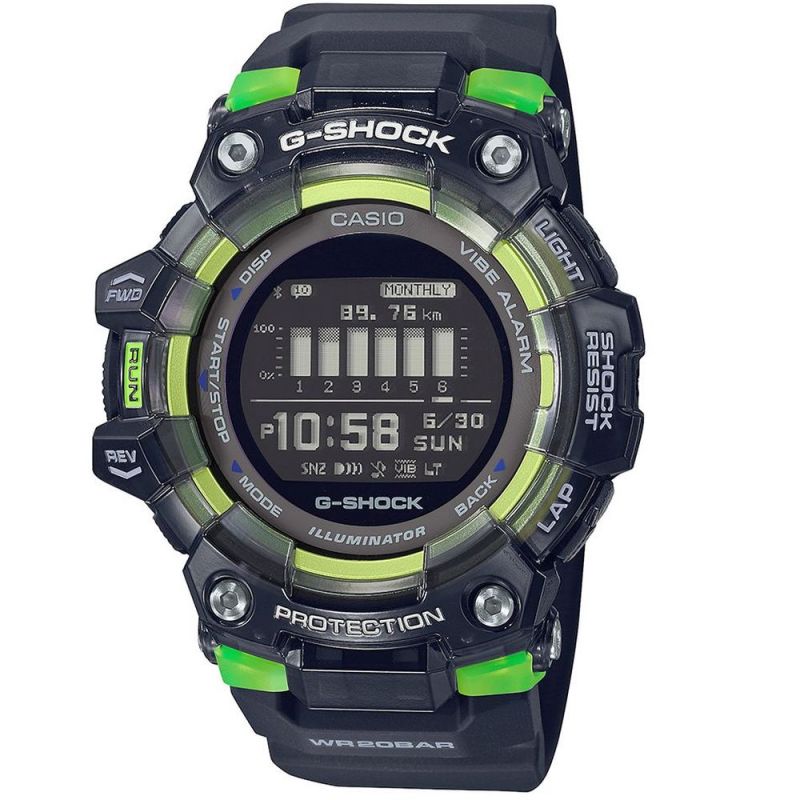 G-SHOCK
CASIO
DISP
VIBE ALARM
LIGHT
FWD
10 MONTHLY
89.76 km
100
0%
1 2 3 4 5 6
RUN
START/STOP
SHOCK
RESIST
P10:58 6/30
SUN
SNZ VIB LT
REV
MODE
BACK
LAP
G-SHOCK
ILLUMINATOR
PROTECTION
WR20BAR